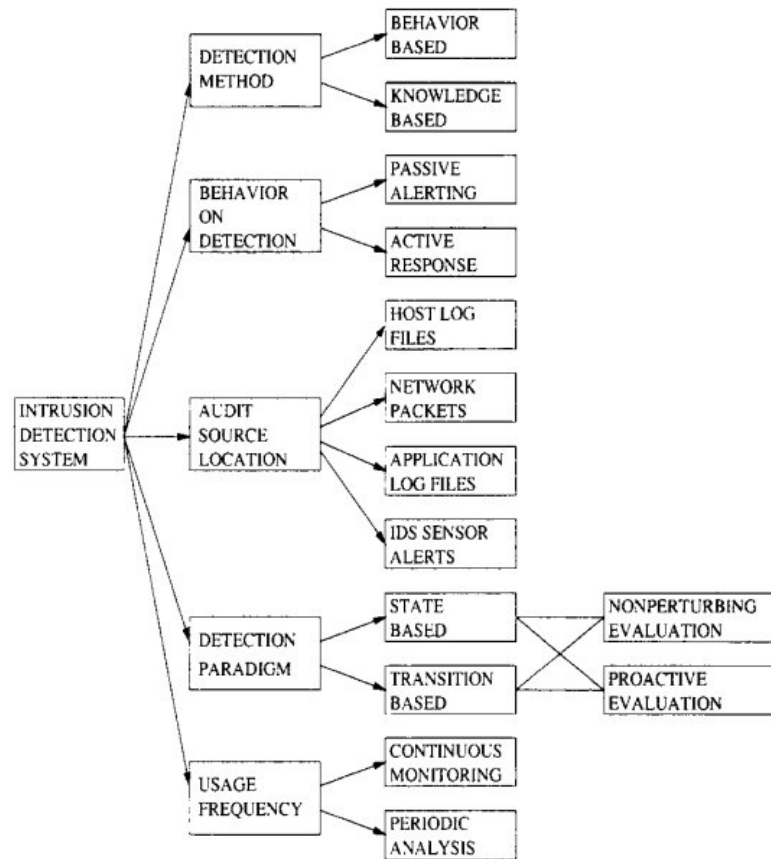 BEHAVIOR
BASED
DETECTION
METHOD
KNOWLEDGE
BASED
PASSIVE
ALERTING
BEHAVIOR
ON
DETECTION
ACTIVE
RESPONSE
HOST LOG
FILES
NETWORK
PACKETS
INTRUSION
DETECTION
SYSTEM
AUDIT
SOURCE
LOCATION
APPLICATION
LOG FILES
IDS SENSOR
ALERTS
STATE
BASED
NONPERTURBING
EVALUATION
DETECTION
PARADIGM
TRANSITION
BASED
PROACTIVE
EVALUATION
CONTINUOUS
MONITORING
USAGE
FREQUENCY
PERIODIC
ANALYSIS